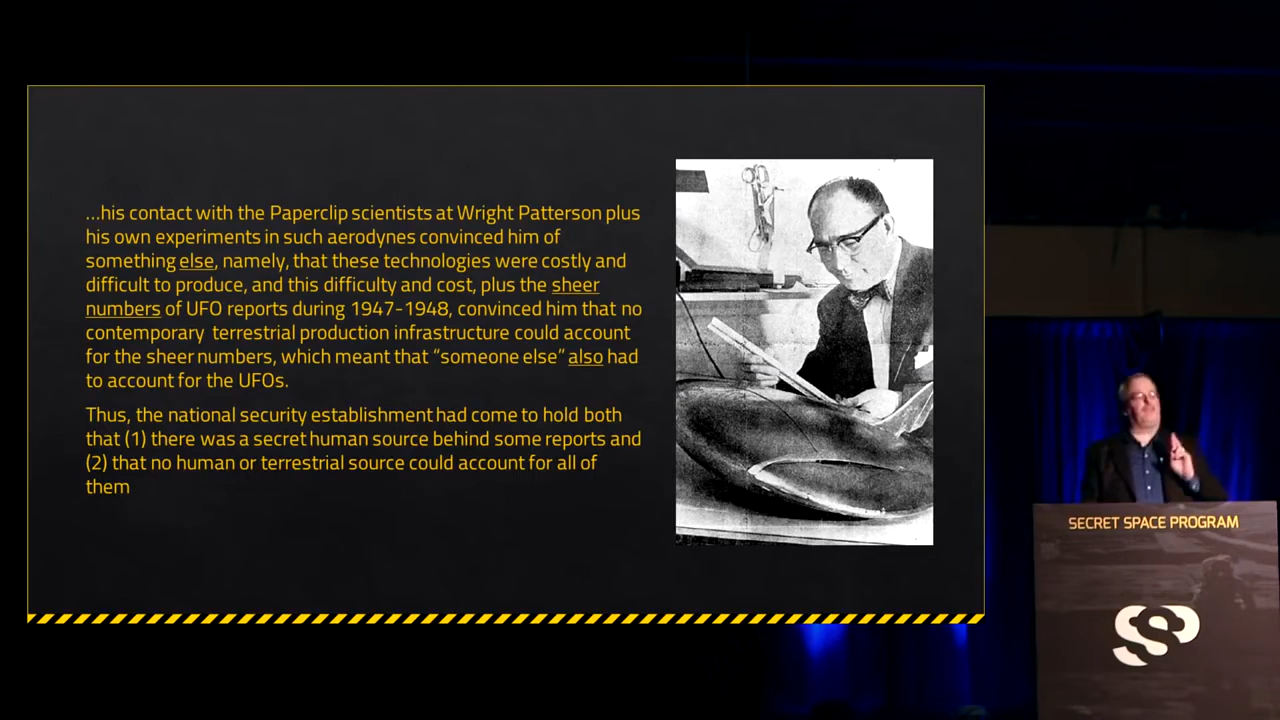 ...his contact with the Paperclip scientists at Wright Patterson plus
his own experiments in such aerodynes convinced him of
something else, namely, that these technologies were costly and
difficult to produce, and this difficulty and cost, plus the sheer
numbers of UFO reports during 1947-1948, convinced him that no
contemporary terrestrial production infrastructure could account
for the sheer numbers, which meant that “someone else” also had
to account for the UFOs.
Thus, the national security establishment had come to hold both
that (1) there was a secret human source behind some reports and
(2) that no human or terrestrial source could account for all of
them
SECRET SPACE PROGRAM
SSP